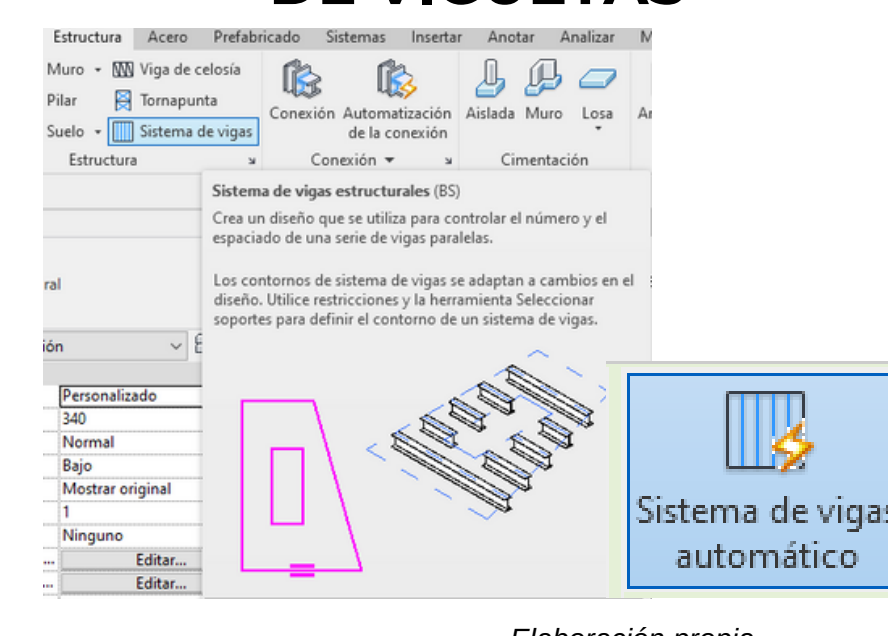 DE VIGUETAS
Estructura Acero Prefabricado Sistemas Insertar Anotar Analizar
Muro Viga de celosía
Pilar Tornapunta
Suelo Sistema de vigas
Conexión Automatización de la conexión
Aislada Muro Losa
Estructura Conexión Cimentación
Sistema de vigas estructurales (BS)
Crea un diseño que se utiliza para controlar el número y el
espaciado de una serie de vigas paralelas.
Los contornos de sistema de vigas se adaptan a cambios en el
diseño. Utilice restricciones y la herramienta Seleccionar
soportes para definir el contorno de un sistema de vigas.
ral
ión
Personalizado
340
Normal
Bajo
Mostrar original
1
Ninguno
... Editar...
... Editar...
Sistema de vigas
automático
Elaboración propia